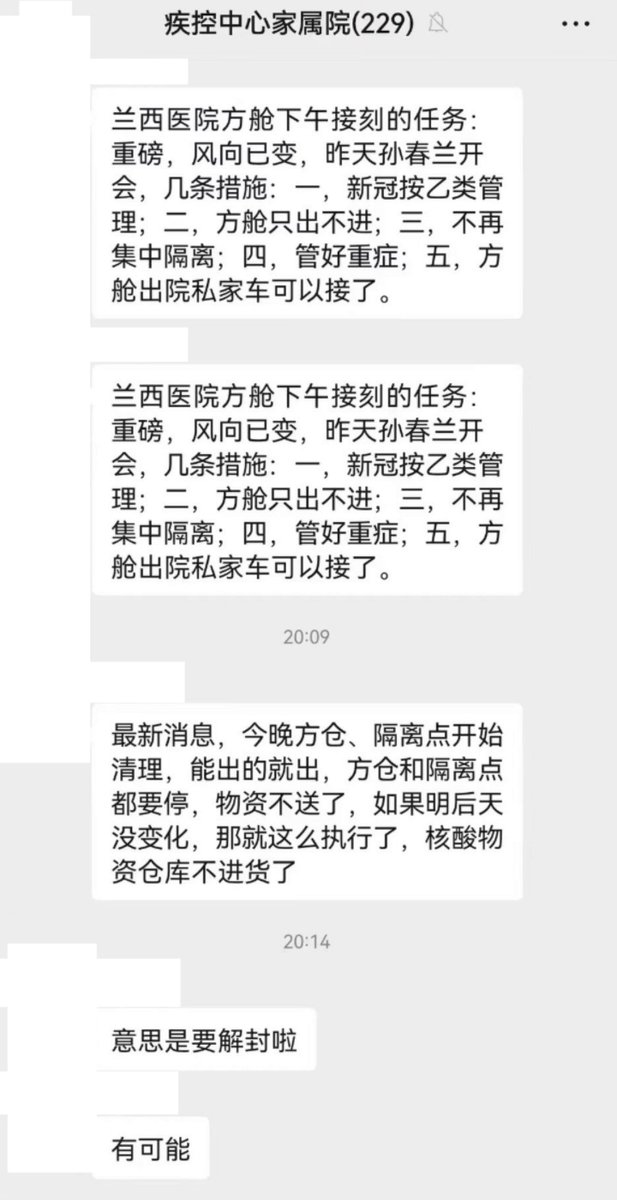 疾控中心家属院(229)
兰西医院方舱下午接刻的任务：
重磅，风向已变，昨天孙春兰开
会，几条措施：一，新冠按乙类管
理；二，方舱只出不进；三，不再
集中隔离；四，管好重症；五，方
舱出院私家车可以接了。
兰西医院方舱下午接刻的任务：
重磅，风向已变，昨天孙春兰开
会，几条措施：一，新冠按乙类管
理；二，方舱只出不进；三，不再
集中隔离；四，管好重症；五，方
舱出院私家车可以接了。
20:09
最新消息，今晚方仓、隔离点开始
清理，能出的就出，方仓和隔离点
都要停，物资不送了，如果明后天
没变化，那就这么执行了，核酸物
资仓库不进货了
20:14
意思是要解封啦
有可能